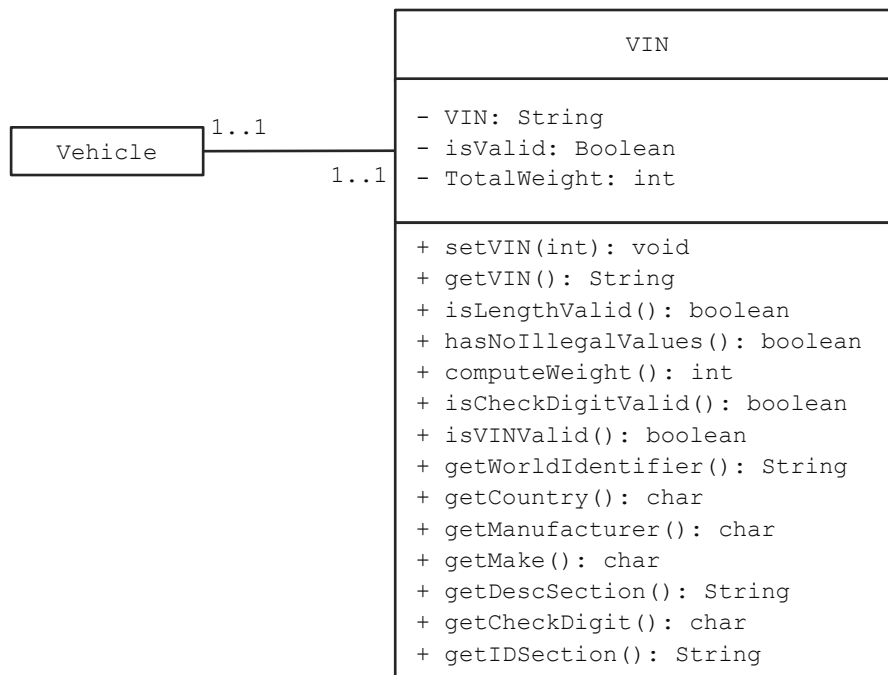 VIN
Vehicle
1..1
1..1
- VIN: String
- isValid: Boolean
- TotalWeight: int
+ setVIN(int): void
+ getVIN(): String
+ isLengthValid(): boolean
+ hasNoIllegalValues(): boolean
+ computeWeight(): int
+ isCheckDigitValid(): boolean
+ isVINValid(): boolean
+ getWorldIdentifier(): String
+ getCountry(): char
+ getManufacturer(): char
+ getMake(): char
+ getDescSection(): String
+ getCheckDigit(): char
+ getIDSection(): String